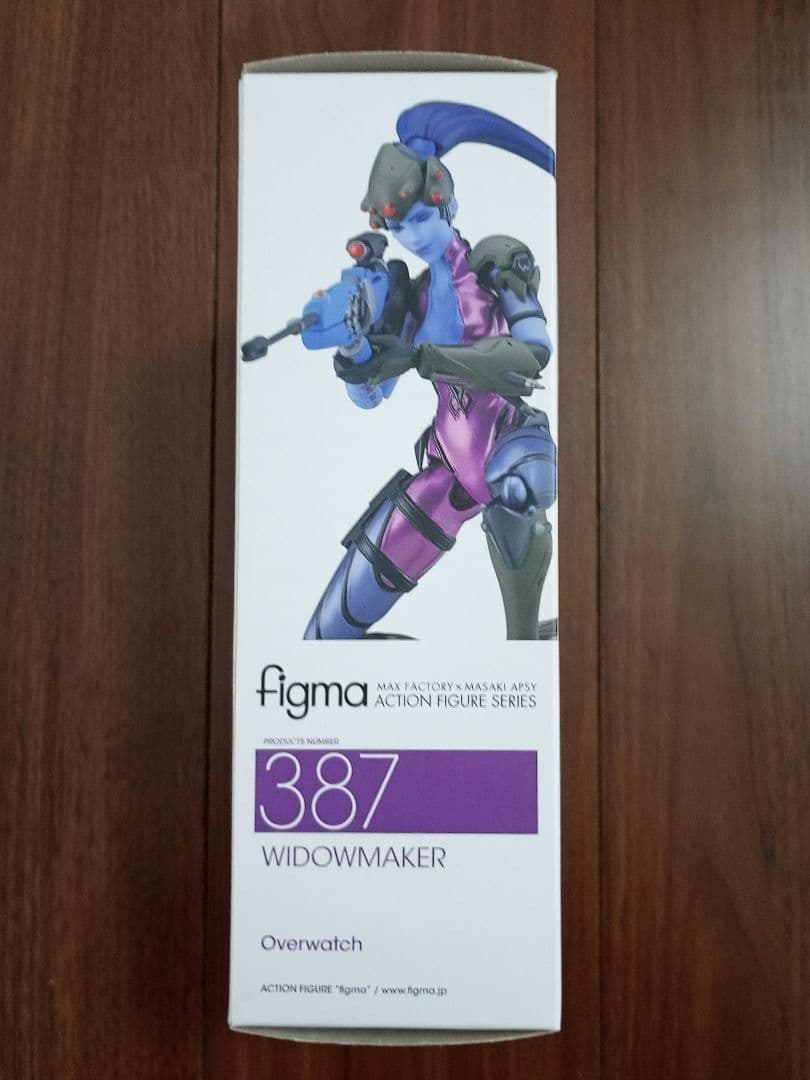 figma
MAX FACTORY × MASAKI APSY
ACTION FIGURE SERIES
PRODUCTS NUMBER
387
WIDOWMAKER
Overwatch
ACTION FIGURE "figma" / www.figma.jp